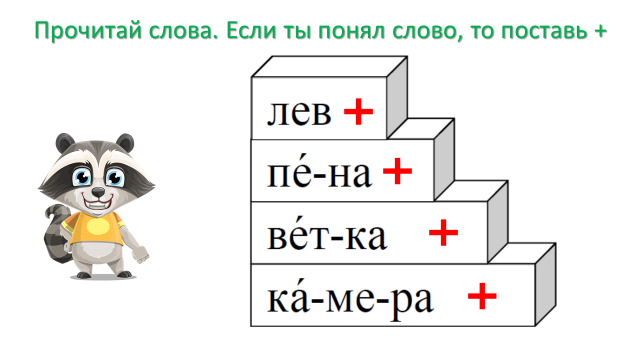 Прочитай слова. Если ты понял слово, то поставь +
лев +
пе́-на +
ве́т-ка +
ка́-ме-ра +